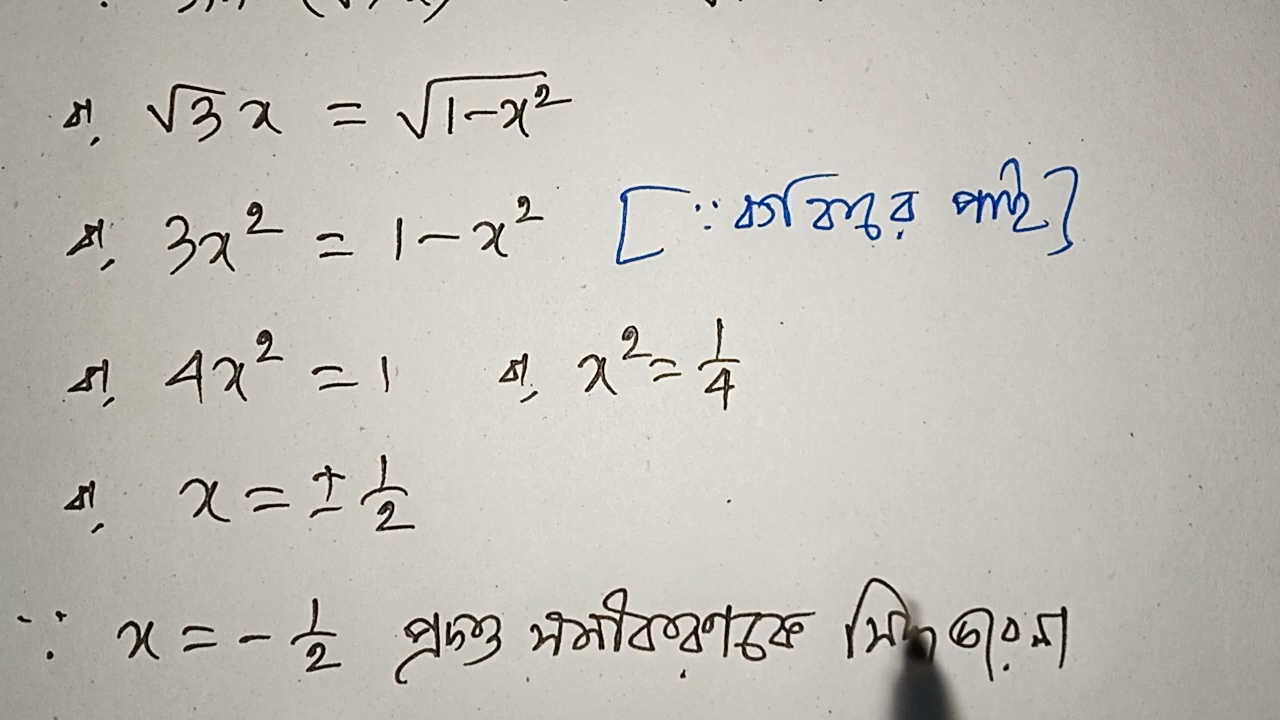 বা, √3 x = √(1-x²)
বা, 3x² = 1-x² [∵ বর্গ করে পাই]
বা, 4x² = 1 বা, x² = 1/4
বা, x = ± 1/2
∵ x = - 1/2 প্রদত্ত সমীকরণকে সিদ্ধ করে না